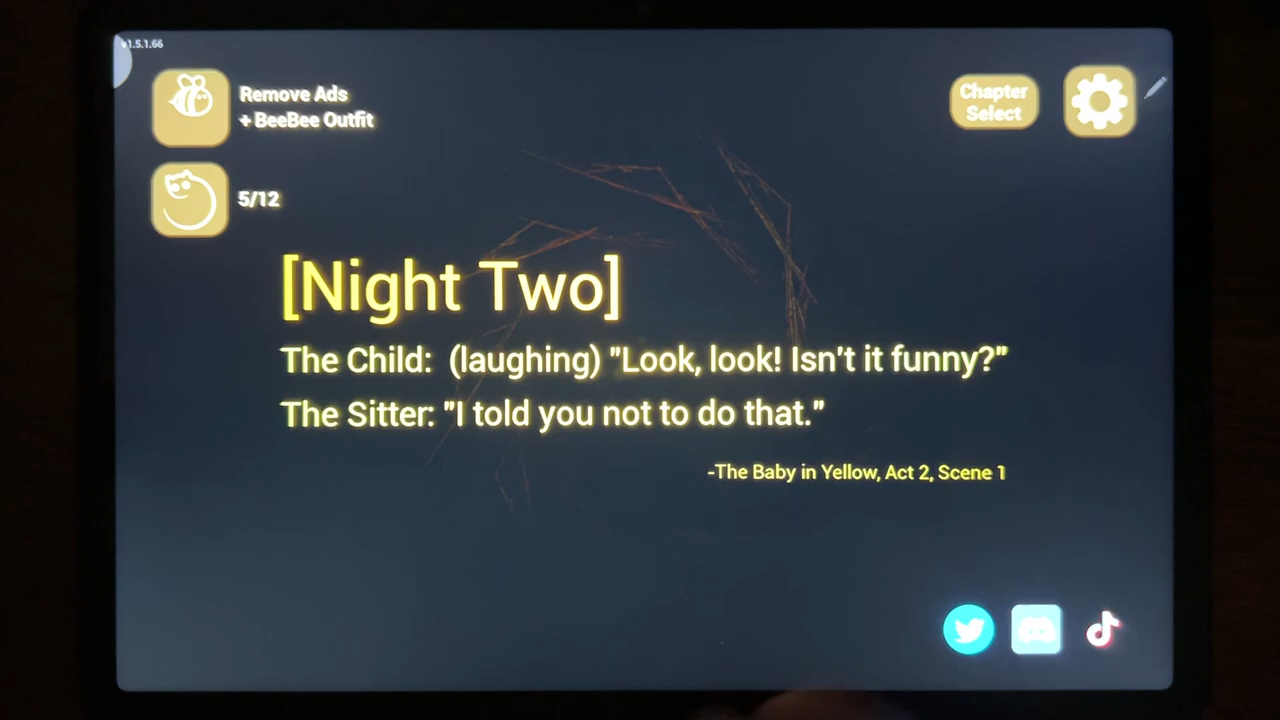 v1.5.1.66
Remove Ads
+ BeeBee Outfit
Chapter
Select
5/12
[Night Two]
The Child: (laughing) "Look, look! Isn't it funny?"
The Sitter: "I told you not to do that."
-The Baby in Yellow, Act 2, Scene 1